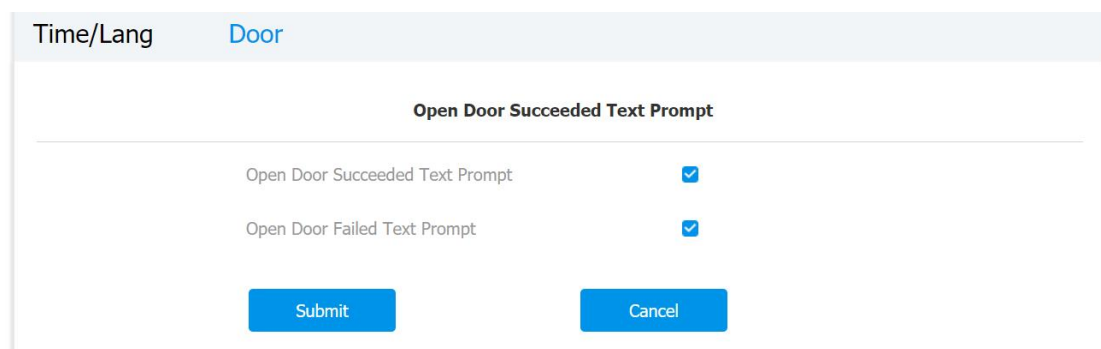 Time/Lang Door
Open Door Succeeded Text Prompt
Open Door Succeeded Text Prompt
Open Door Failed Text Prompt
Submit Cancel